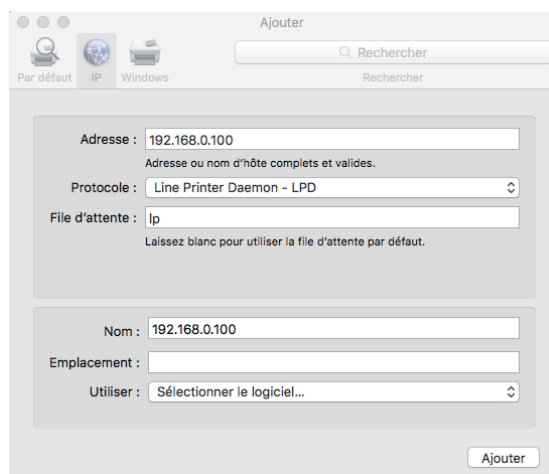 Ajouter
Rechercher
Par défaut IP Windows Rechercher
Adresse : 192.168.0.100
Adresse ou nom d'hôte complets et valides.
Protocole : Line Printer Daemon - LPD
File d'attente : lp
Laissez blanc pour utiliser la file d'attente par défaut.
Nom : 192.168.0.100
Emplacement :
Utiliser : Sélectionner le logiciel...
Ajouter